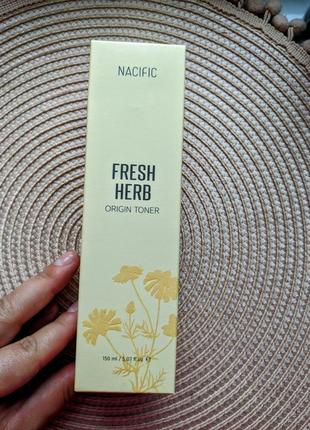 NACIFIC
FRESH
HERB
ORIGIN TONER
150 ml / 5.07 fl.oz ℮